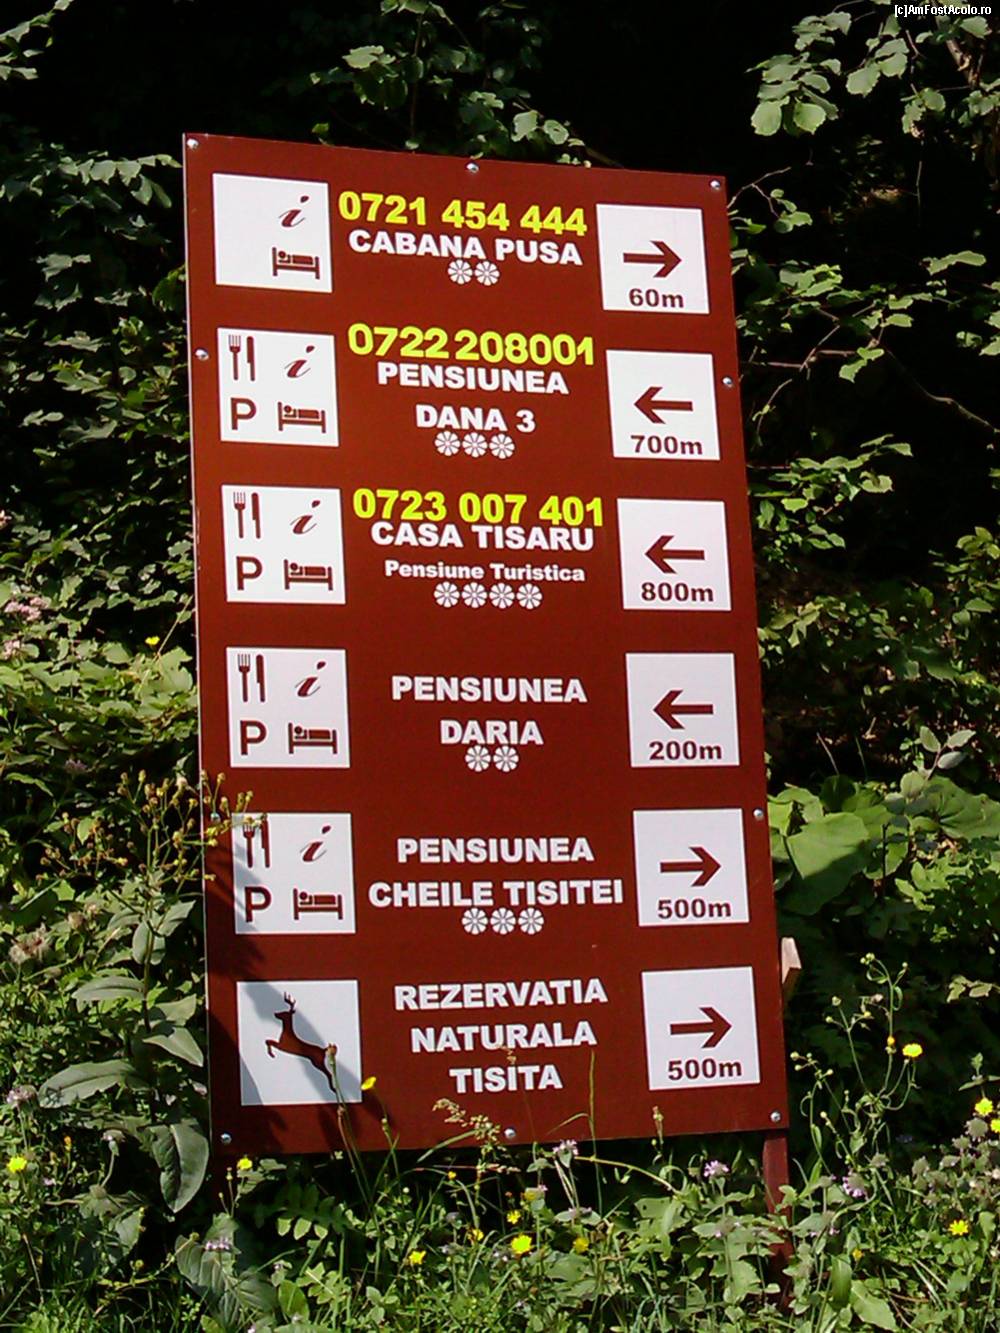 [c]AmFostAcolo.ro
i
0721 454 444
CABANA PUSA
60m
i
P
0722 208001
PENSIUNEA
DANA 3
700m
i
P
0723 007 401
CASA TISARU
Pensiune Turistica
800m
i
P
PENSIUNEA
DARIA
200m
i
P
PENSIUNEA
CHEILE TISITEI
500m
REZERVATIA
NATURALA
TISITA
500m